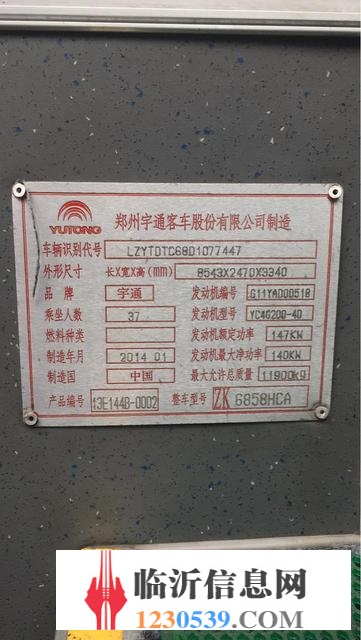 YUTONG
郑州宇通客车股份有限公司制造
车辆识别代号 LZYTDTC68D1077447
外形尺寸 长X宽X高(mm) 8543X2470X3340
品牌 宇通 发动机编号 G11YAD00518
乘坐人数 37 发动机型号 YC4G200-40
燃料种类 发动机额定功率 147KW
制造年月 2014 01 发动机最大净功率 140KW
制造国 中国 最大允许总质量 11900kg
产品编号 13E144B-0002 整车型号 ZK 6858HCA
临沂信息网
1230539.COM